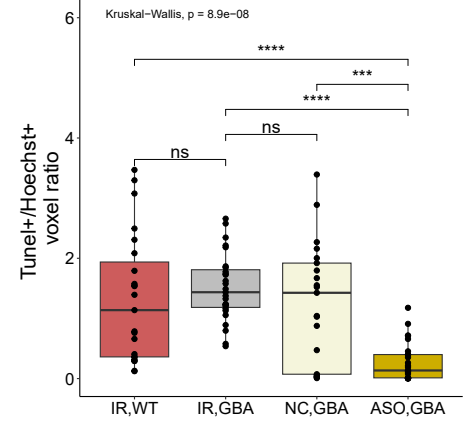 Kruskal−Wallis, p = 8.9e−08
6
4
2
0
Tunel+/Hoechst+
voxel ratio
****
***
****
ns
ns
IR,WT
IR,GBA
NC,GBA
ASO,GBA